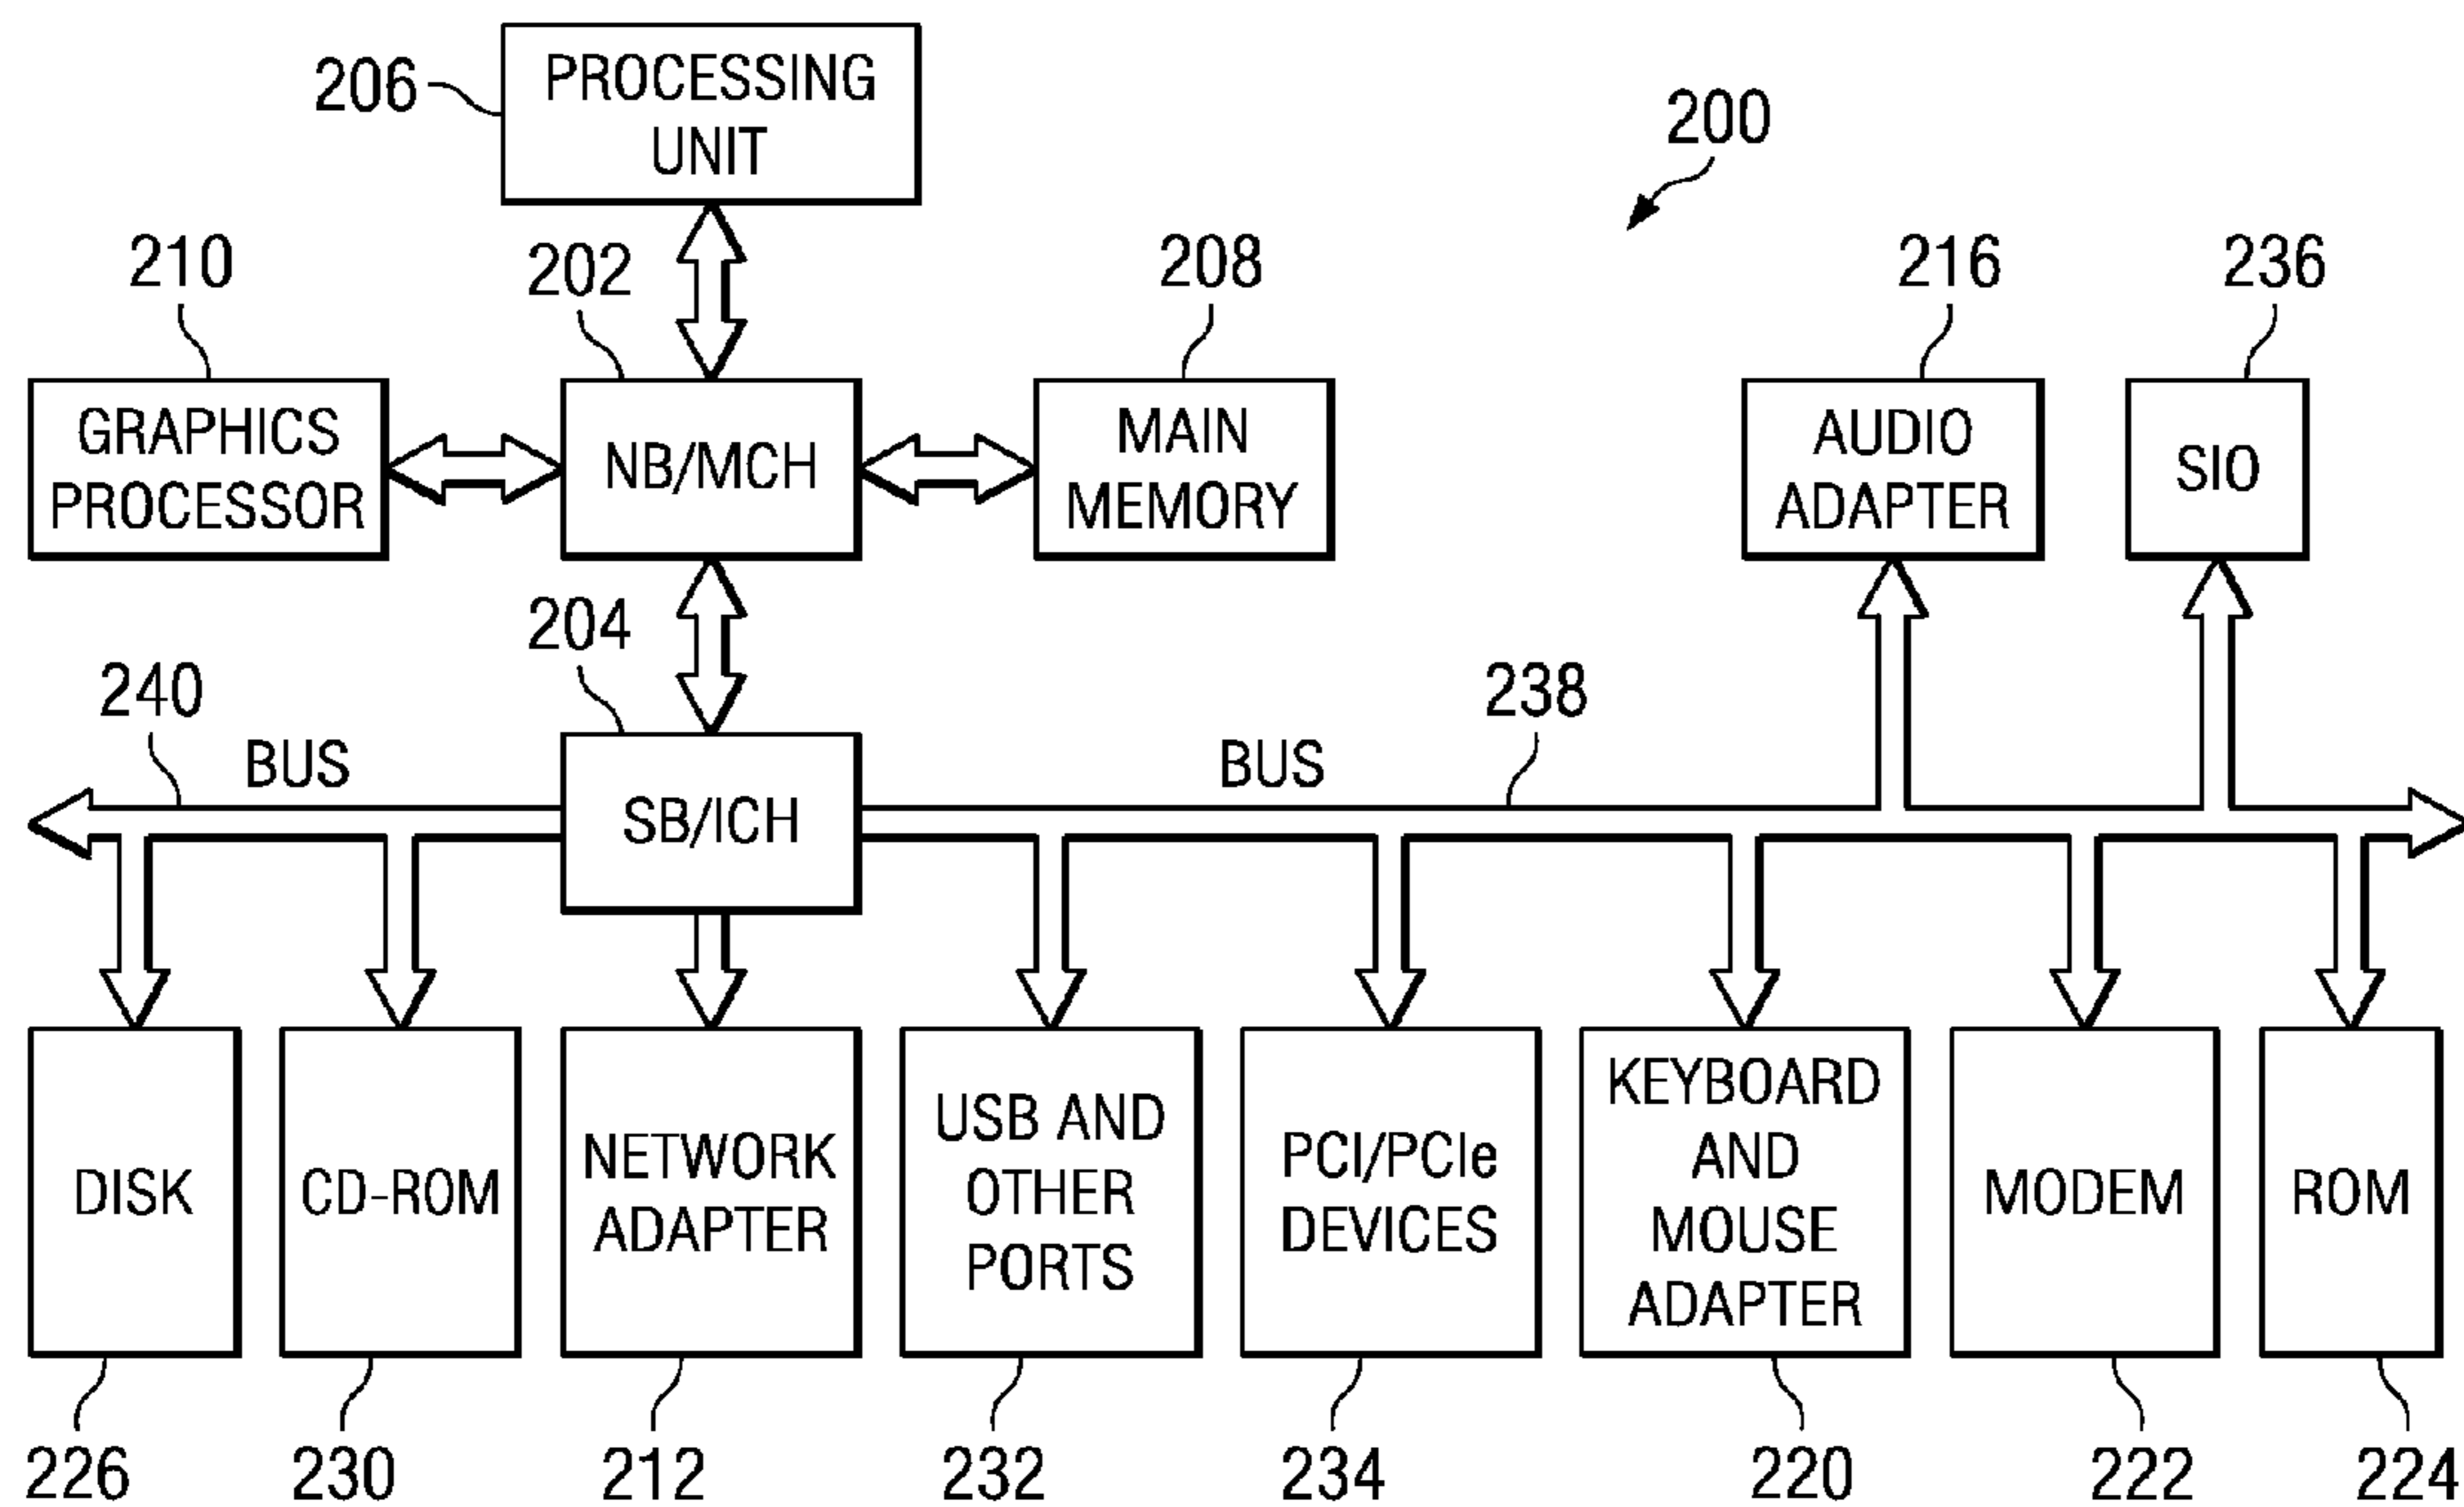 206
PROCESSING
UNIT
200
210
202
208
216
236
GRAPHICS
PROCESSOR
NB/MCH
MAIN
MEMORY
AUDIO
ADAPTER
SIO
204
240
BUS
SB/ICH
BUS
238
DISK
CD-ROM
NETWORK
ADAPTER
USB AND
OTHER
PORTS
PCI/PCIe
DEVICES
KEYBOARD
AND
MOUSE
ADAPTER
MODEM
ROM
226
230
212
232
234
220
222
224